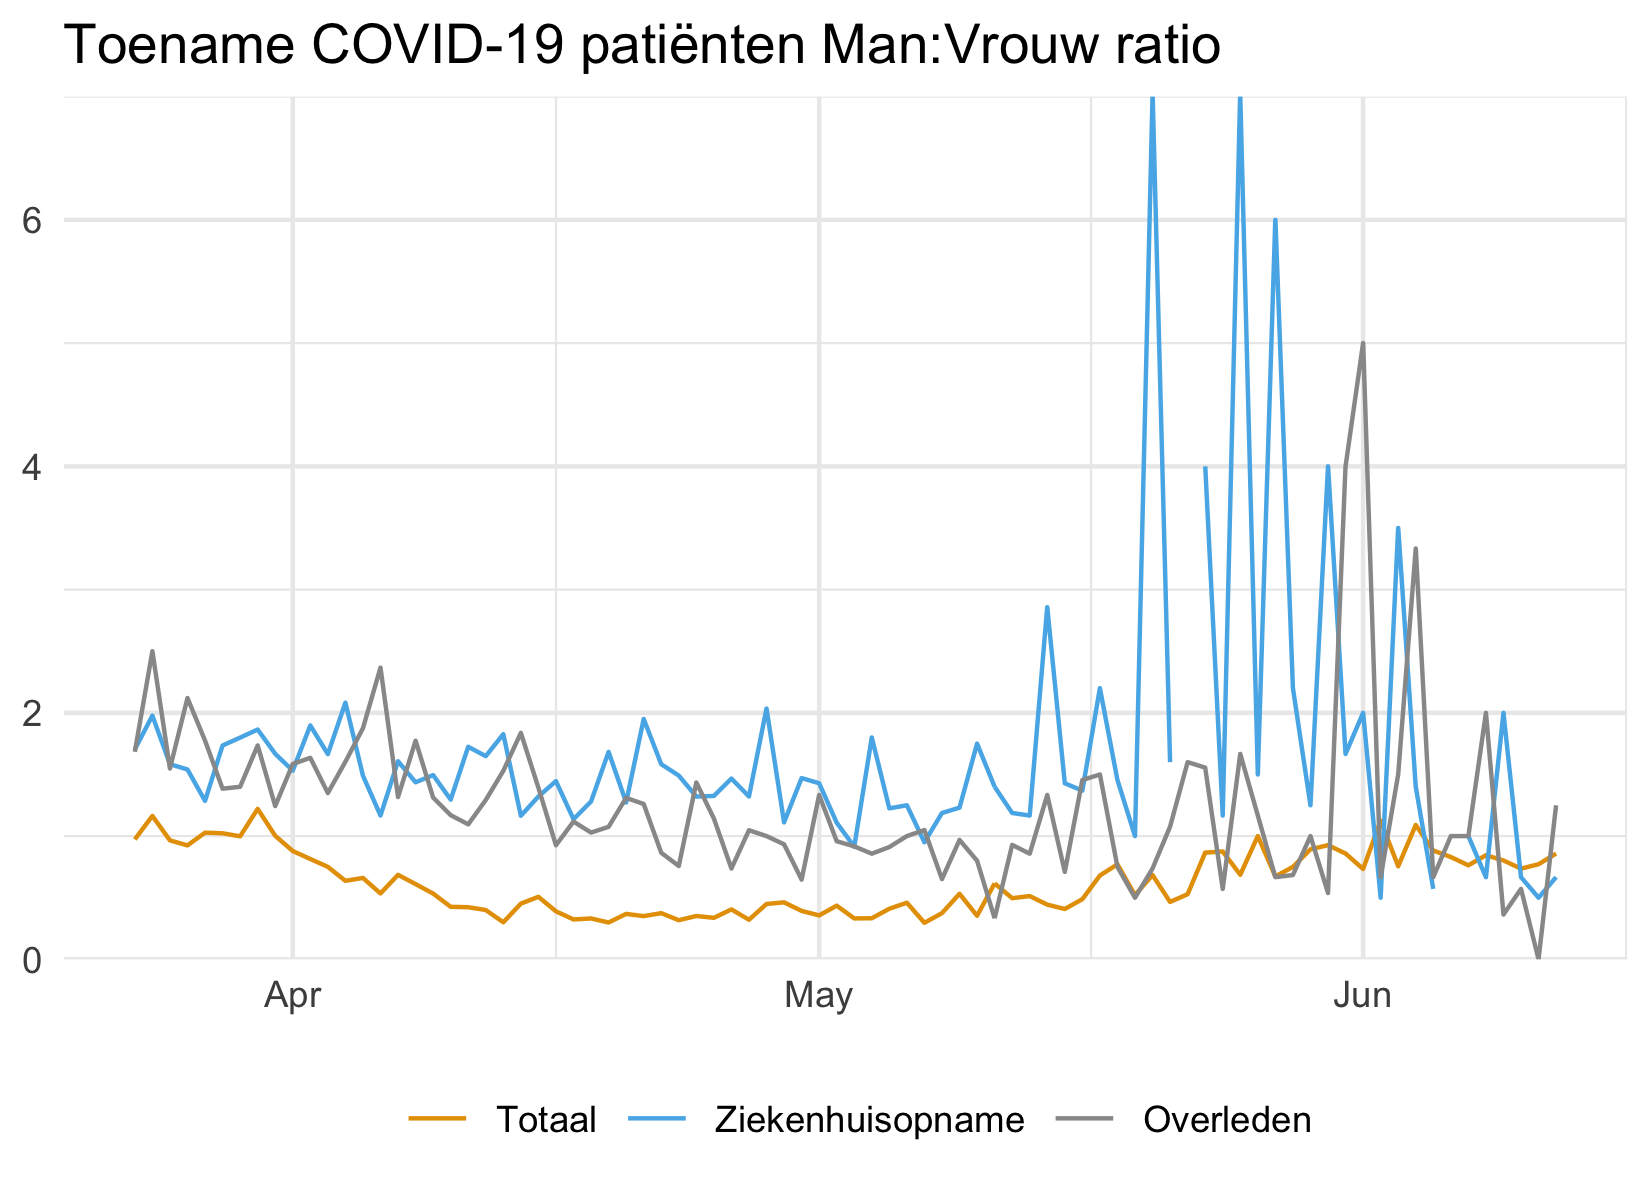 Toename COVID-19 patiënten Man:Vrouw ratio
6
4
2
0
Apr May Jun
Totaal Ziekenhuisopname Overleden